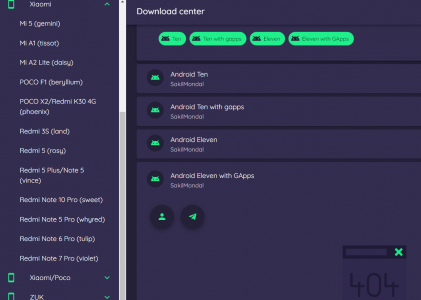 Xiaomi
Mi 5 (gemini)
Mi A1 (tissot)
Mi A2 Lite (daisy)
POCO F1 (beryllium)
POCO X2/Redmi K30 4G
(phoenix)
Redmi 3S (land)
Redmi 5 (rosy)
Redmi 5 Plus/Note 5
(vince)
Redmi Note 10 Pro (sweet)
Redmi Note 5 Pro (whyred)
Redmi Note 6 Pro (tulip)
Redmi Note 7 Pro (violet)
Xiaomi/Poco
ZUK
Download center
Ten
Ten with gapps
Eleven
Eleven with GApps
Android Ten
SakilMondal
Android Ten with gapps
SakilMondal
Android Eleven
SakilMondal
Android Eleven with GApps
SakilMondal
404